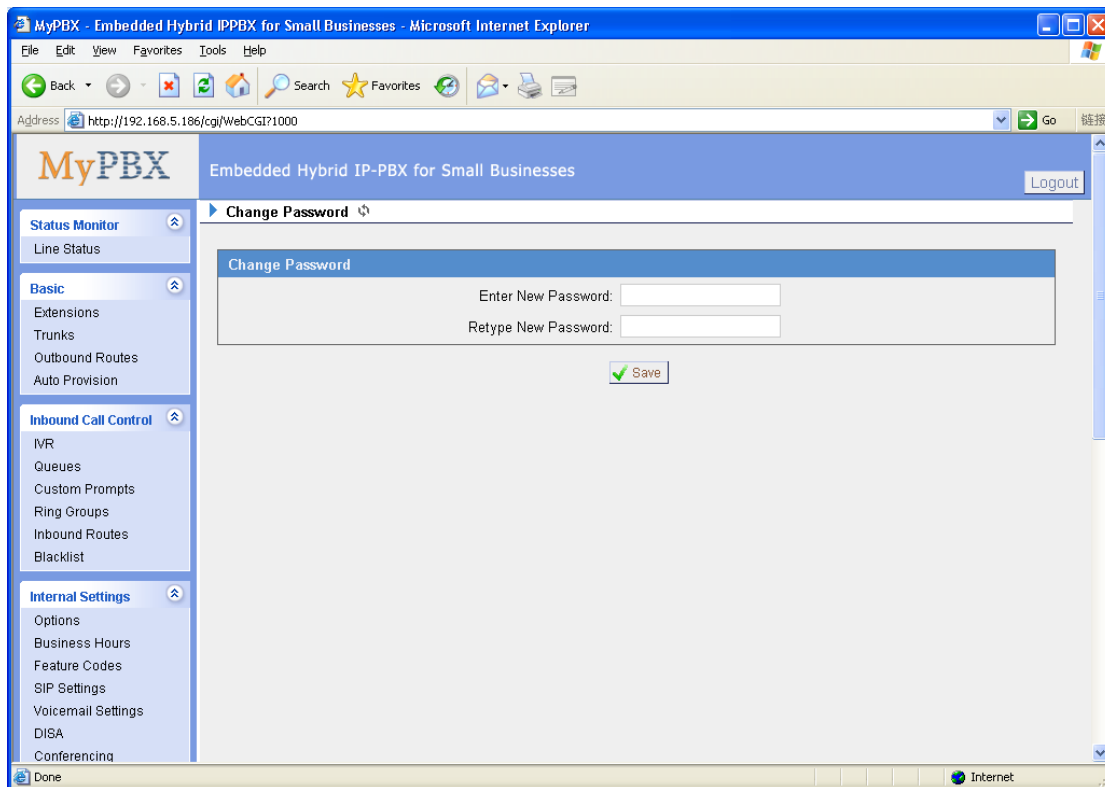 MyPBX - Embedded Hybrid IPPBX for Small Businesses - Microsoft Internet Explorer
File Edit View Favorites Tools Help
Back Search Favorites
Address http://192.168.5.186/cgi/WebCGI?1000 Go 链接
MyPBX
Embedded Hybrid IP-PBX for Small Businesses
Logout
Status Monitor
Line Status
Basic
Extensions
Trunks
Outbound Routes
Auto Provision
Inbound Call Control
IVR
Queues
Custom Prompts
Ring Groups
Inbound Routes
Blacklist
Internal Settings
Options
Business Hours
Feature Codes
SIP Settings
Voicemail Settings
DISA
Conferencing
Change Password
Change Password
Enter New Password:
Retype New Password:
Save
Done Internet